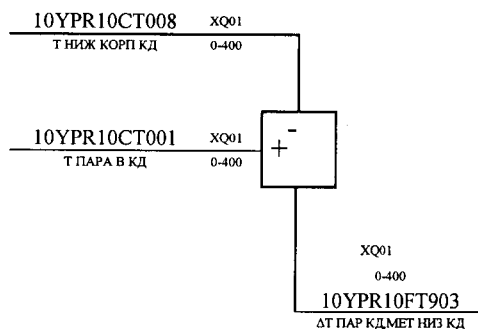 10YPR10CT008 XQ01
Т НИЖ КОРП КД 0-400
10YPR10CT001 XQ01
Т ПАРА В КД 0-400
+ -
XQ01
0-400
10YPR10FT903
ΔТ ПАР КД,МЕТ НИЗ КД